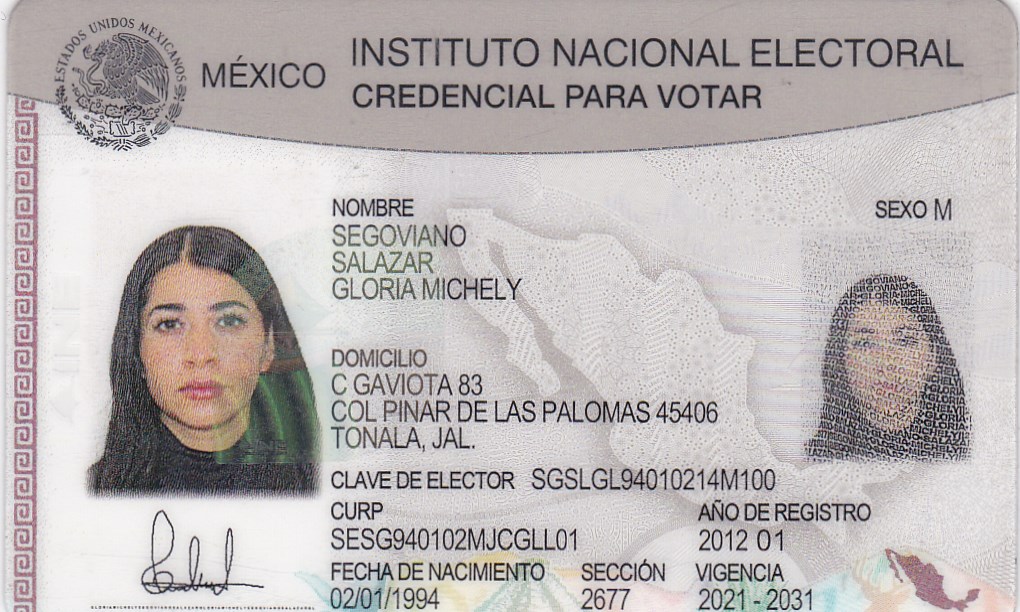 ESTADOS UNIDOS MEXICANOS
MÉXICO
INSTITUTO NACIONAL ELECTORAL
CREDENCIAL PARA VOTAR
NOMBRE
SEGOVIANO
SALAZAR
GLORIA MICHELY
SEXO M
DOMICILIO
C GAVIOTA 83
COL PINAR DE LAS PALOMAS 45406
TONALA, JAL.
CLAVE DE ELECTOR SGSLGL94010214M100
CURP
SESG940102MJCGLL01
AÑO DE REGISTRO
2012 01
FECHA DE NACIMIENTO
02/01/1994
SECCIÓN
2677
VIGENCIA
2021 - 2031